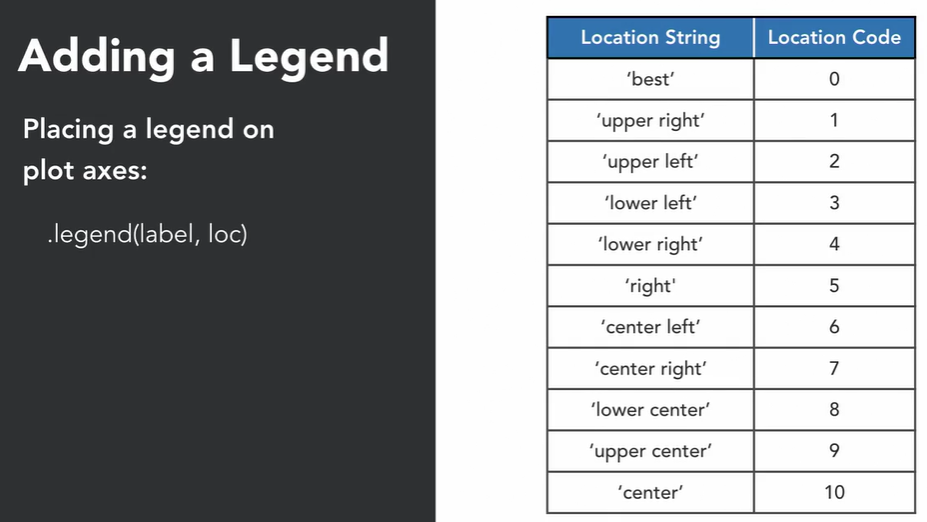 Adding a Legend
Placing a legend on
plot axes:
.legend(label, loc)
Location String Location Code
‘best’ 0
‘upper right’ 1
‘upper left’ 2
‘lower left’ 3
‘lower right’ 4
‘right' 5
‘center left’ 6
‘center right’ 7
‘lower center’ 8
‘upper center’ 9
‘center’ 10